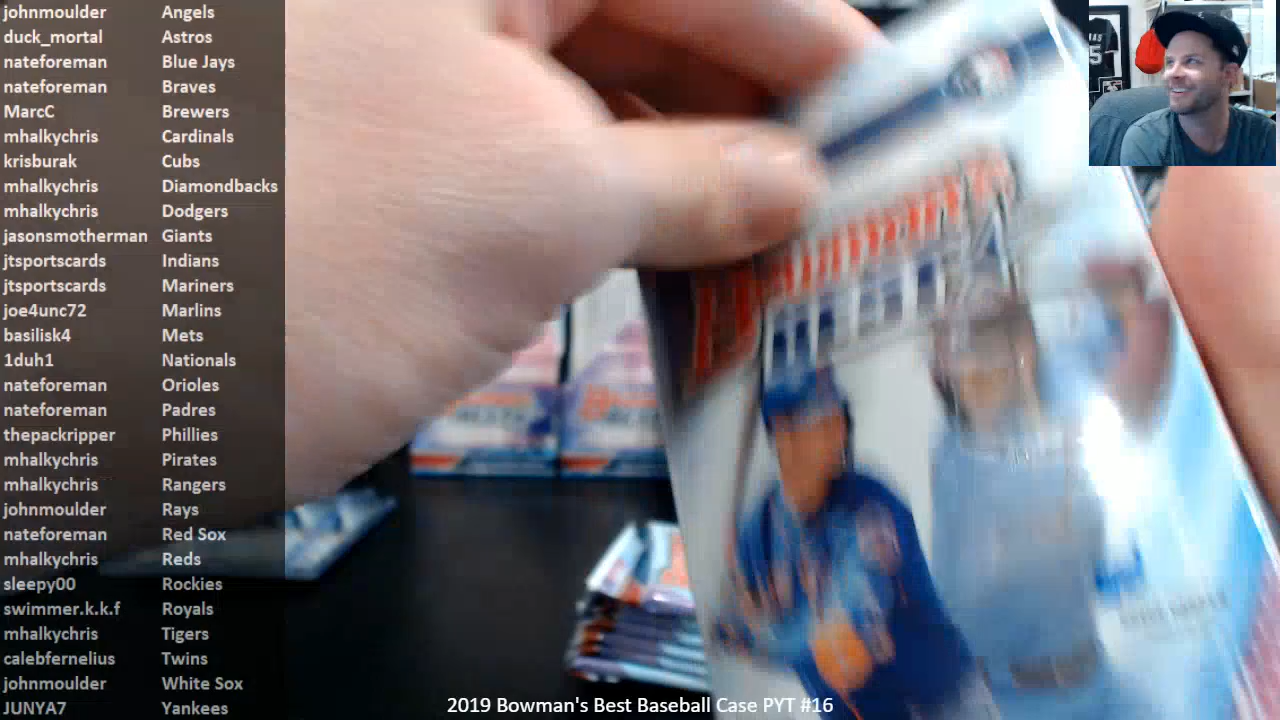 johnmoulder Angels
duck_mortal Astros
nateforeman Blue Jays
nateforeman Braves
MarcC Brewers
mhalkychris Cardinals
krisburak Cubs
mhalkychris Diamondbacks
mhalkychris Dodgers
jasonsmotherman Giants
jtsportscards Indians
jtsportscards Mariners
joe4unc72 Marlins
basilisk4 Mets
1duh1 Nationals
nateforeman Orioles
nateforeman Padres
thepackripper Phillies
mhalkychris Pirates
mhalkychris Rangers
johnmoulder Rays
nateforeman Red Sox
mhalkychris Reds
sleepy00 Rockies
swimmer.k.k.f Royals
mhalkychris Tigers
calebfernelius Twins
johnmoulder White Sox
JUNYA7 Yankees
2019 Bowman's Best Baseball Case PYT #16